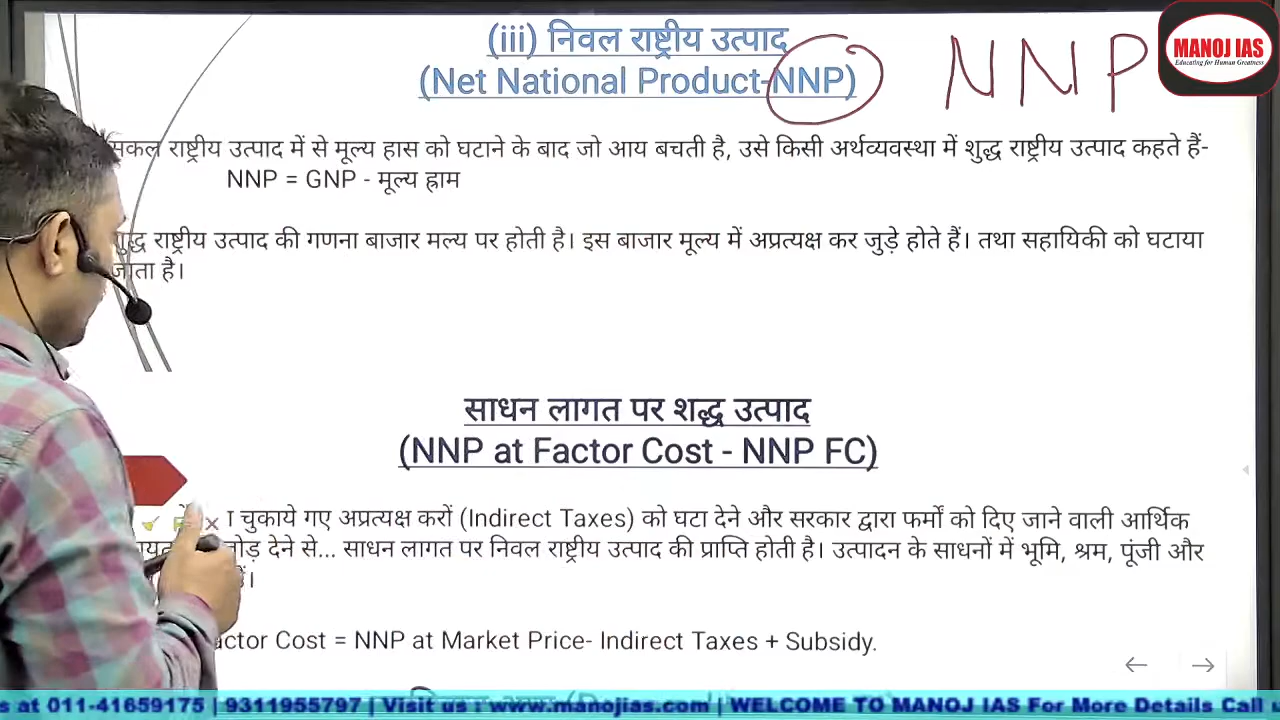 (iii) निवल राष्ट्रीय उत्पाद
(Net National Product-NNP)
NNP
MANOJ IAS
Educating for Human Greatness
सकल राष्ट्रीय उत्पाद में से मूल्य हास को घटाने के बाद जो आय बचती है, उसे किसी अर्थव्यवस्था में शुद्ध राष्ट्रीय उत्पाद कहते हैं-
NNP = GNP - मूल्य ह्राम
शुद्ध राष्ट्रीय उत्पाद की गणना बाजार मल्य पर होती है। इस बाजार मूल्य में अप्रत्यक्ष कर जुड़े होते हैं। तथा सहायिकी को घटाया
जाता है।
साधन लागत पर शद्ध उत्पाद
(NNP at Factor Cost - NNP FC)
चुकाये गए अप्रत्यक्ष करों (Indirect Taxes) को घटा देने और सरकार द्वारा फर्मों को दिए जाने वाली आर्थिक
देने से... साधन लागत पर निवल राष्ट्रीय उत्पाद की प्राप्ति होती है। उत्पादन के साधनों में भूमि, श्रम, पूंजी और
Cost = NNP at Market Price- Indirect Taxes + Subsidy.
at 011-41659175 | 9311955797 | Visit us : www.manojias.com | WELCOME TO MANOJ IAS For More Details Call